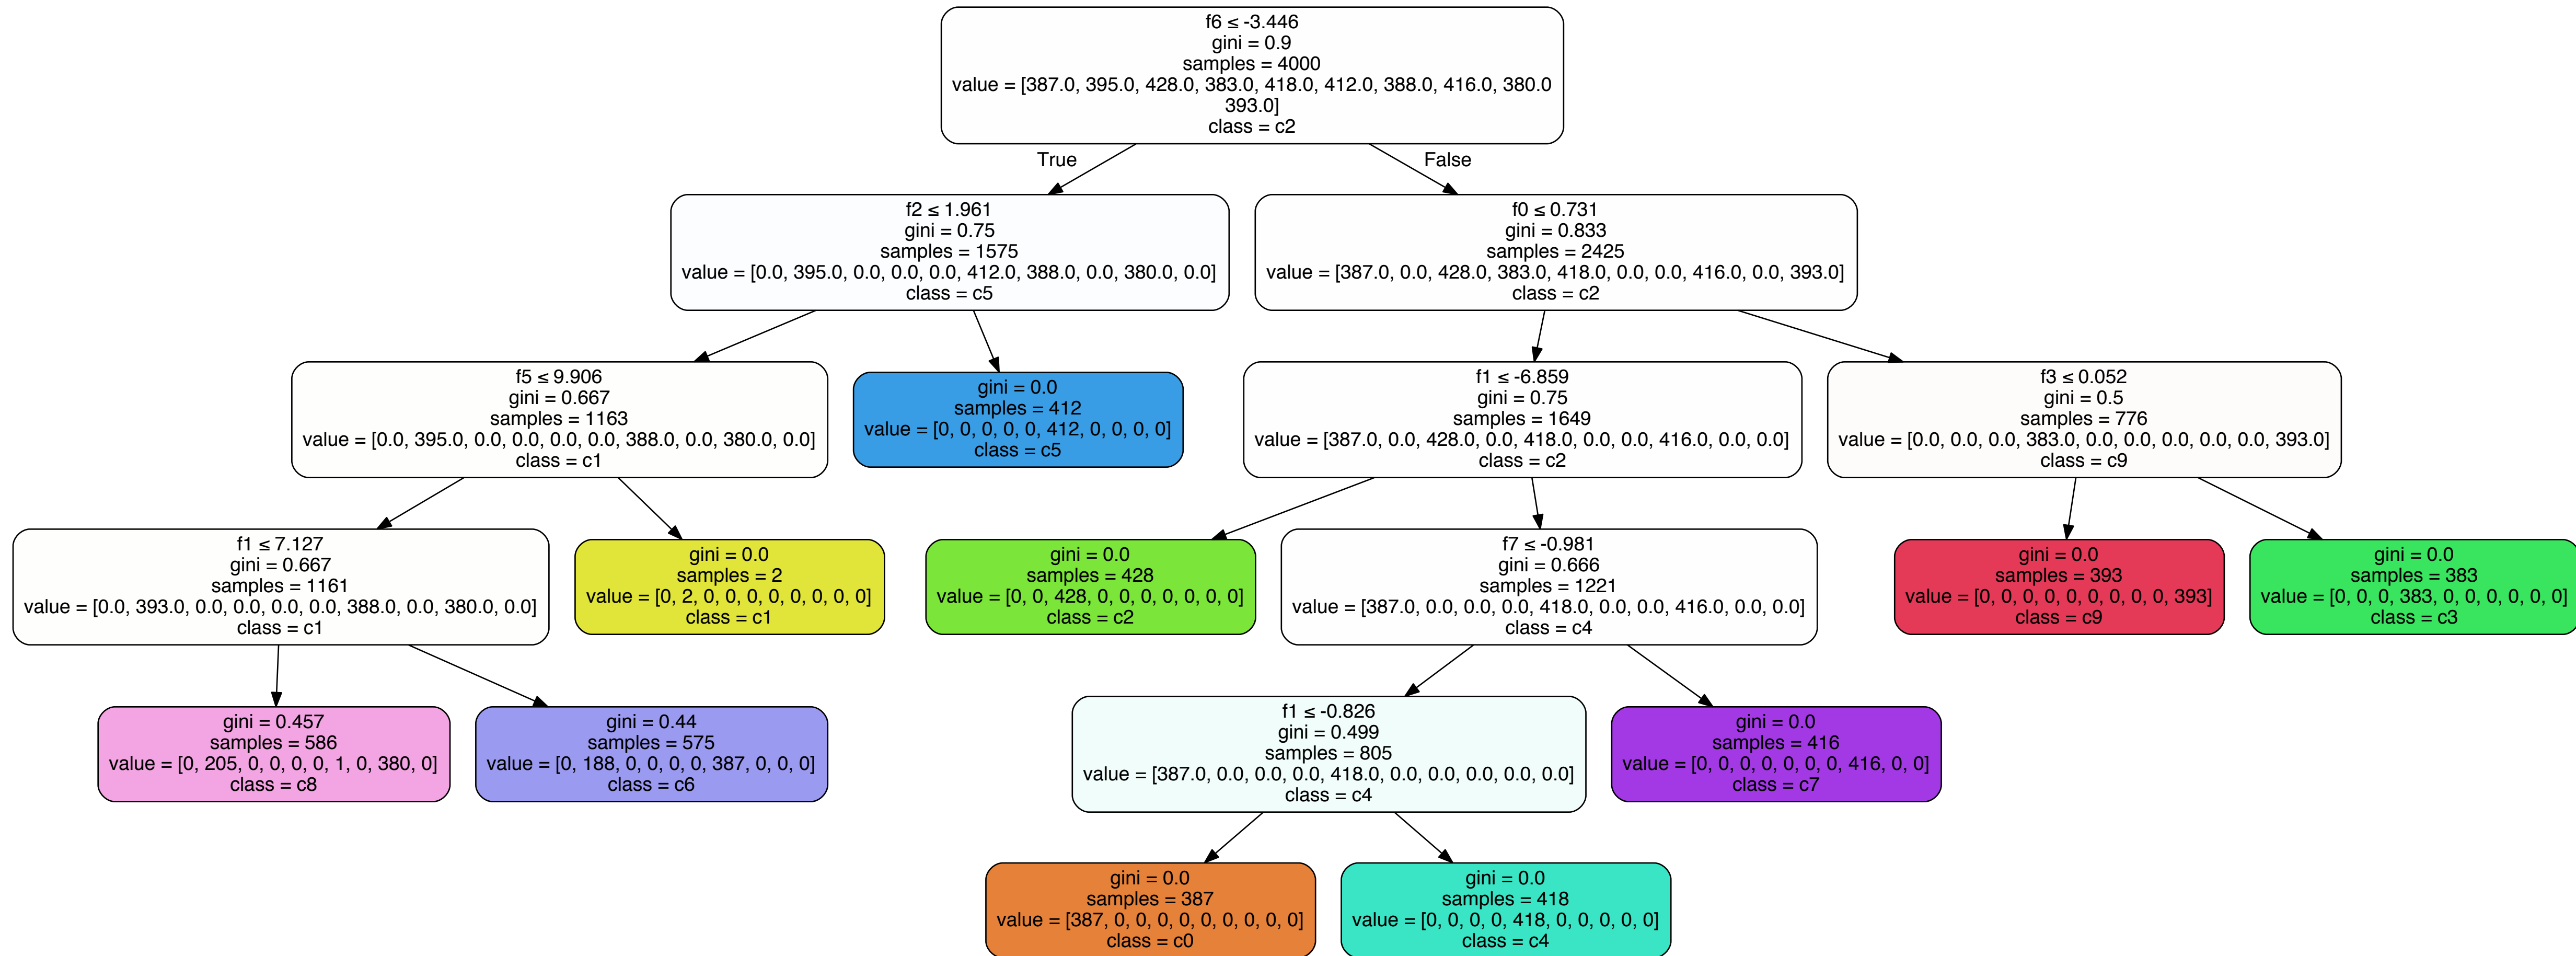 f6 ≤ -3.446
gini = 0.9
samples = 4000
value = [387.0, 395.0, 428.0, 383.0, 418.0, 412.0, 388.0, 416.0, 380.0
393.0]
class = c2
True
False
f2 ≤ 1.961
gini = 0.75
samples = 1575
value = [0.0, 395.0, 0.0, 0.0, 0.0, 412.0, 388.0, 0.0, 380.0, 0.0]
class = c5
f0 ≤ 0.731
gini = 0.833
samples = 2425
value = [387.0, 0.0, 428.0, 383.0, 418.0, 0.0, 0.0, 416.0, 0.0, 393.0]
class = c2
f5 ≤ 9.906
gini = 0.667
samples = 1163
value = [0.0, 395.0, 0.0, 0.0, 0.0, 0.0, 388.0, 0.0, 380.0, 0.0]
class = c1
gini = 0.0
samples = 412
value = [0, 0, 0, 0, 0, 412, 0, 0, 0, 0]
class = c5
f1 ≤ -6.859
gini = 0.75
samples = 1649
value = [387.0, 0.0, 428.0, 0.0, 418.0, 0.0, 0.0, 416.0, 0.0, 0.0]
class = c2
f3 ≤ 0.052
gini = 0.5
samples = 776
value = [0.0, 0.0, 0.0, 383.0, 0.0, 0.0, 0.0, 0.0, 0.0, 393.0]
class = c9
f1 ≤ 7.127
gini = 0.667
samples = 1161
value = [0.0, 393.0, 0.0, 0.0, 0.0, 0.0, 388.0, 0.0, 380.0, 0.0]
class = c1
gini = 0.0
samples = 2
value = [0, 2, 0, 0, 0, 0, 0, 0, 0, 0]
class = c1
gini = 0.0
samples = 428
value = [0, 0, 428, 0, 0, 0, 0, 0, 0, 0]
class = c2
f7 ≤ -0.981
gini = 0.666
samples = 1221
value = [387.0, 0.0, 0.0, 0.0, 418.0, 0.0, 0.0, 416.0, 0.0, 0.0]
class = c4
gini = 0.0
samples = 393
value = [0, 0, 0, 0, 0, 0, 0, 0, 0, 393]
class = c9
gini = 0.0
samples = 383
value = [0, 0, 0, 383, 0, 0, 0, 0, 0, 0]
class = c3
gini = 0.457
samples = 586
value = [0, 205, 0, 0, 0, 0, 1, 0, 380, 0]
class = c8
gini = 0.44
samples = 575
value = [0, 188, 0, 0, 0, 0, 387, 0, 0, 0]
class = c6
f1 ≤ -0.826
gini = 0.499
samples = 805
value = [387.0, 0.0, 0.0, 0.0, 418.0, 0.0, 0.0, 0.0, 0.0, 0.0]
class = c4
gini = 0.0
samples = 416
value = [0, 0, 0, 0, 0, 0, 0, 416, 0, 0]
class = c7
gini = 0.0
samples = 387
value = [387, 0, 0, 0, 0, 0, 0, 0, 0, 0]
class = c0
gini = 0.0
samples = 418
value = [0, 0, 0, 0, 418, 0, 0, 0, 0, 0]
class = c4